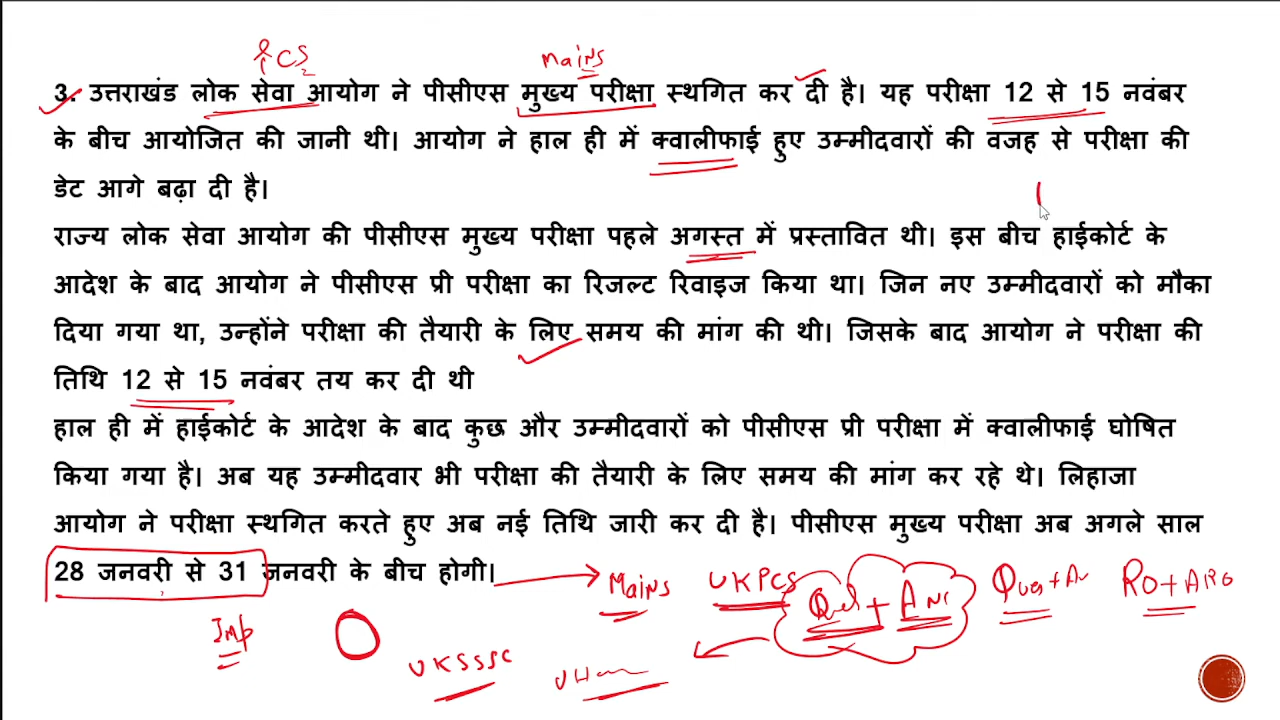 PCS
Mains
3. उत्तराखंड लोक सेवा आयोग ने पीसीएस मुख्य परीक्षा स्थगित कर दी है। यह परीक्षा 12 से 15 नवंबर
के बीच आयोजित की जानी थी। आयोग ने हाल ही में क्वालीफाई हुए उम्मीदवारों की वजह से परीक्षा की
डेट आगे बढ़ा दी है।
राज्य लोक सेवा आयोग की पीसीएस मुख्य परीक्षा पहले अगस्त में प्रस्तावित थी। इस बीच हाईकोर्ट के
आदेश के बाद आयोग ने पीसीएस प्री परीक्षा का रिजल्ट रिवाइज किया था। जिन नए उम्मीदवारों को मौका
दिया गया था, उन्होंने परीक्षा की तैयारी के लिए समय की मांग की थी। जिसके बाद आयोग ने परीक्षा की
तिथि 12 से 15 नवंबर तय कर दी थी
हाल ही में हाईकोर्ट के आदेश के बाद कुछ और उम्मीदवारों को पीसीएस प्री परीक्षा में क्वालीफाई घोषित
किया गया है। अब यह उम्मीदवार भी परीक्षा की तैयारी के लिए समय की मांग कर रहे थे। लिहाजा
आयोग ने परीक्षा स्थगित करते हुए अब नई तिथि जारी कर दी है। पीसीएस मुख्य परीक्षा अब अगले साल
28 जनवरी से 31 जनवरी के बीच होगी।
Mains UKPCS + RO+ARO
Imp
UKSSSC